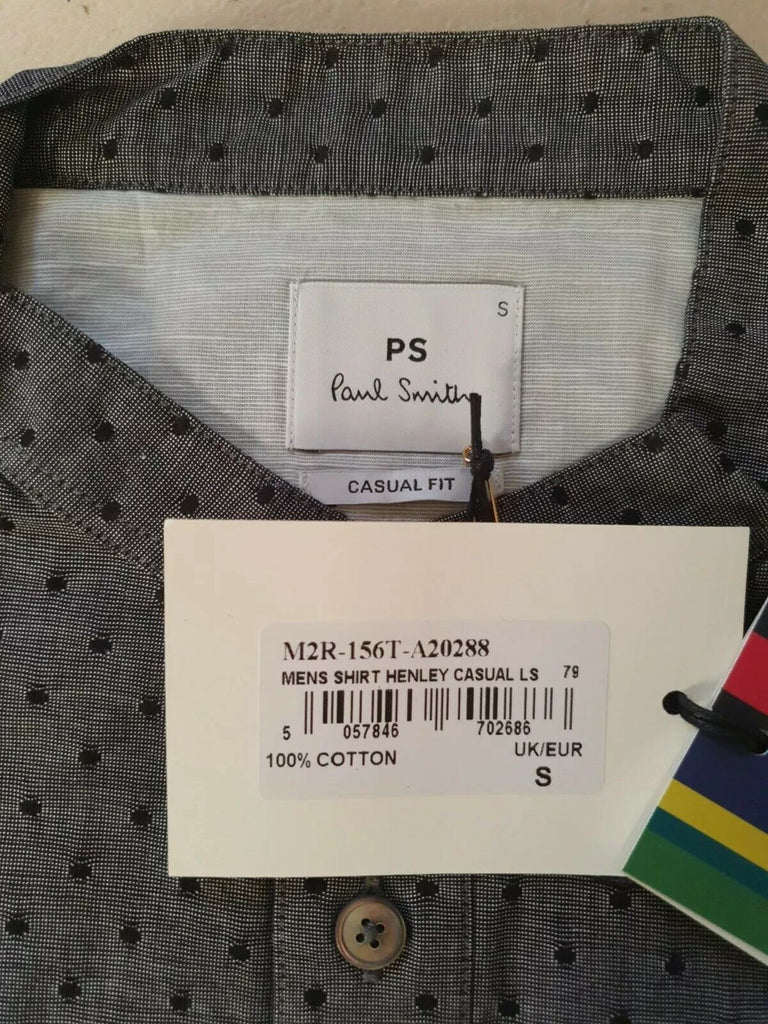 S
PS
Paul Smith
CASUAL FIT
M2R-156T-A20288
MENS SHIRT HENLEY CASUAL LS 79
5 057846 702686
100% COTTON UK/EUR
S